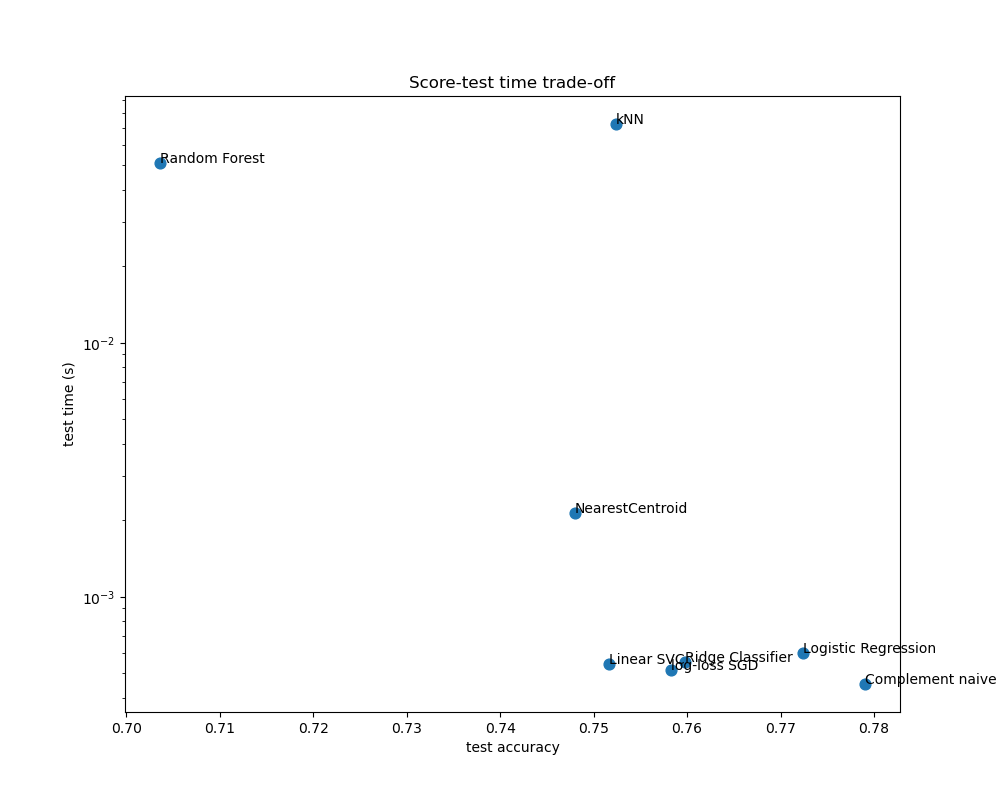 Score-test time trade-off
kNN
Random Forest
10⁻²
test time (s)
NearestCentroid
10⁻³
Logistic Regression
Linear SVC
Ridge Classifier
log-loss SGD
Complement naive
0.70 0.71 0.72 0.73 0.74 0.75 0.76 0.77 0.78
test accuracy